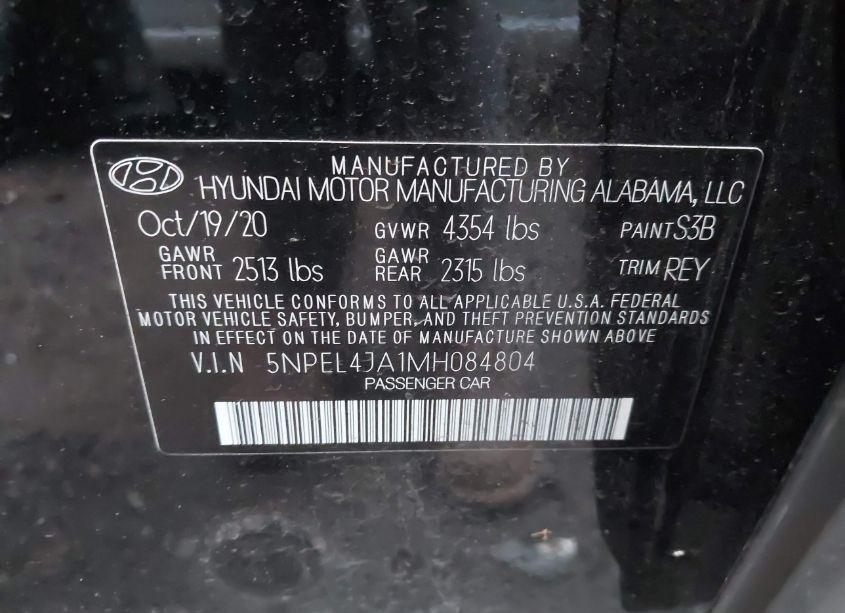 MANUFACTURED BY
HYUNDAI MOTOR MANUFACTURING ALABAMA, LLC
Oct/19/20 GVWR 4354 lbs PAINT S3B
GAWR FRONT 2513 lbs GAWR REAR 2315 lbs TRIM REY
THIS VEHICLE CONFORMS TO ALL APPLICABLE U.S.A. FEDERAL
MOTOR VEHICLE SAFETY, BUMPER, AND THEFT PREVENTION STANDARDS
IN EFFECT ON THE DATE OF MANUFACTURE SHOWN ABOVE
V.I.N 5NPEL4JA1MH084804
PASSENGER CAR